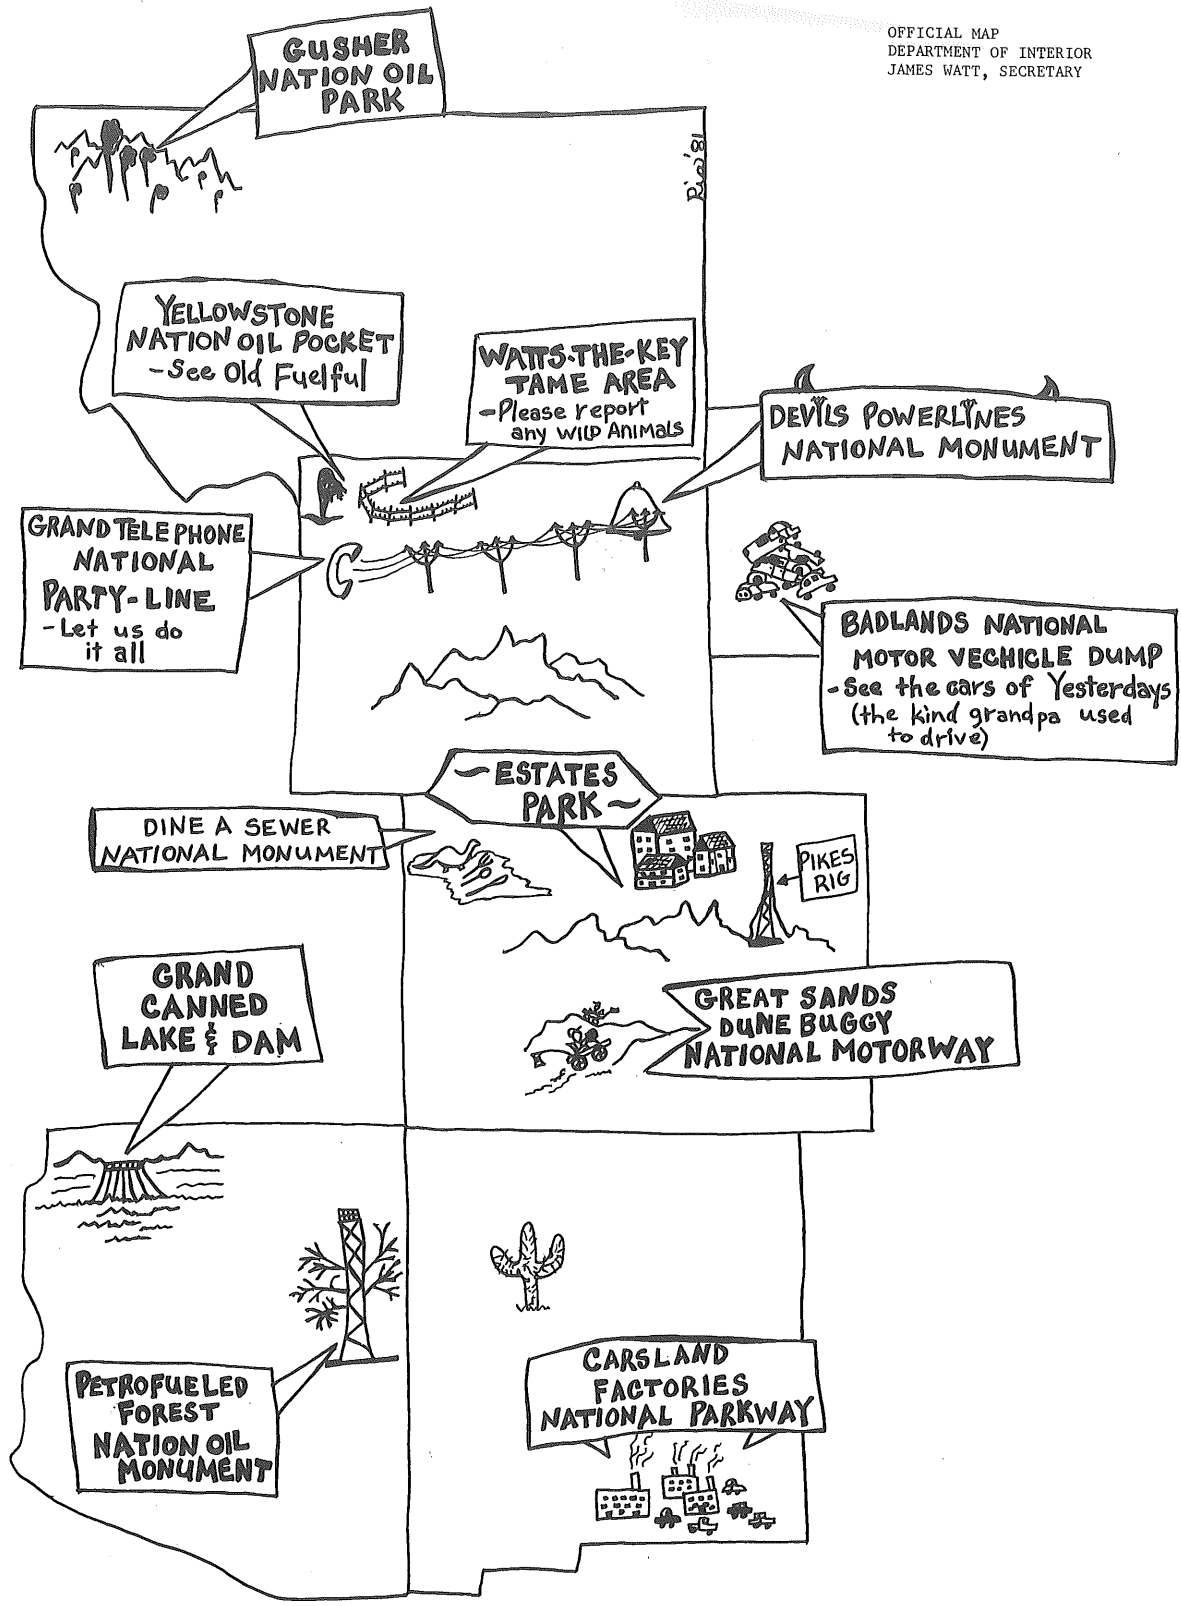 OFFICIAL MAP
DEPARTMENT OF INTERIOR
JAMES WATT, SECRETARY
GUSHER
NATION OIL
PARK
Rio '81
YELLOWSTONE
NATION OIL POCKET
-See Old Fuelful
WATTS-THE-KEY
TAME AREA
-Please report
any WILD ANIMALS
DEVILS POWERLINES
NATIONAL MONUMENT
GRAND TELEPHONE
NATIONAL
PARTY-LINE
-Let us do
it all
BADLANDS NATIONAL
MOTOR VECHICLE DUMP
-See the cars of Yesterdays
(the kind grandpa used
to drive)
~ESTATES
PARK~
DINE A SEWER
NATIONAL MONUMENT
PIKES
RIG
GRAND
CANNED
LAKE & DAM
GREAT SANDS
DUNE BUGGY
NATIONAL MOTORWAY
PETROFUELED
FOREST
NATION OIL
MONUMENT
CARSLAND
FACTORIES
NATIONAL PARKWAY